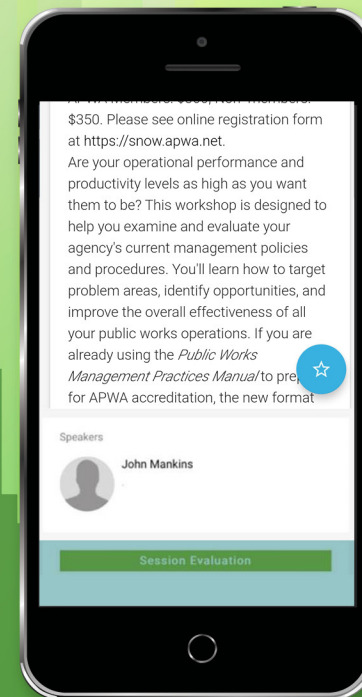 $350. Please see online registration form
at https://snow.apwa.net.
Are your operational performance and
productivity levels as high as you want
them to be? This workshop is designed to
help you examine and evaluate your
agency's current management policies
and procedures. You'll learn how to target
problem areas, identify opportunities, and
improve the overall effectiveness of all
your public works operations. If you are
already using the Public Works
Management Practices Manual to
for APWA accreditation, the new format
Speakers
John Mankins
Session Evaluation